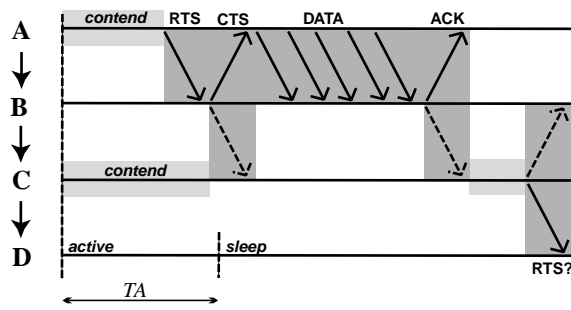 contend RTS CTS DATA ACK
A
B
contend
C
active sleep
D
RTS?
TA